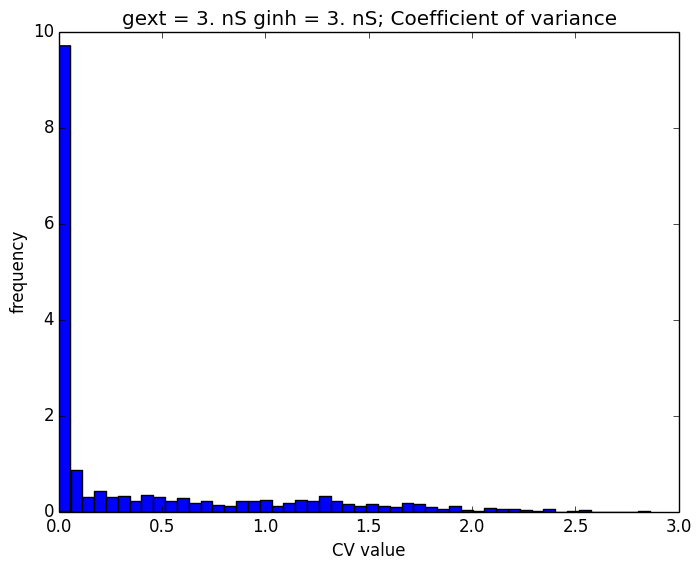 gext = 3. nS ginh = 3. nS; Coefficient of variance
10
8
6
4
2
0
frequency
0.0 0.5 1.0 1.5 2.0 2.5 3.0
CV value